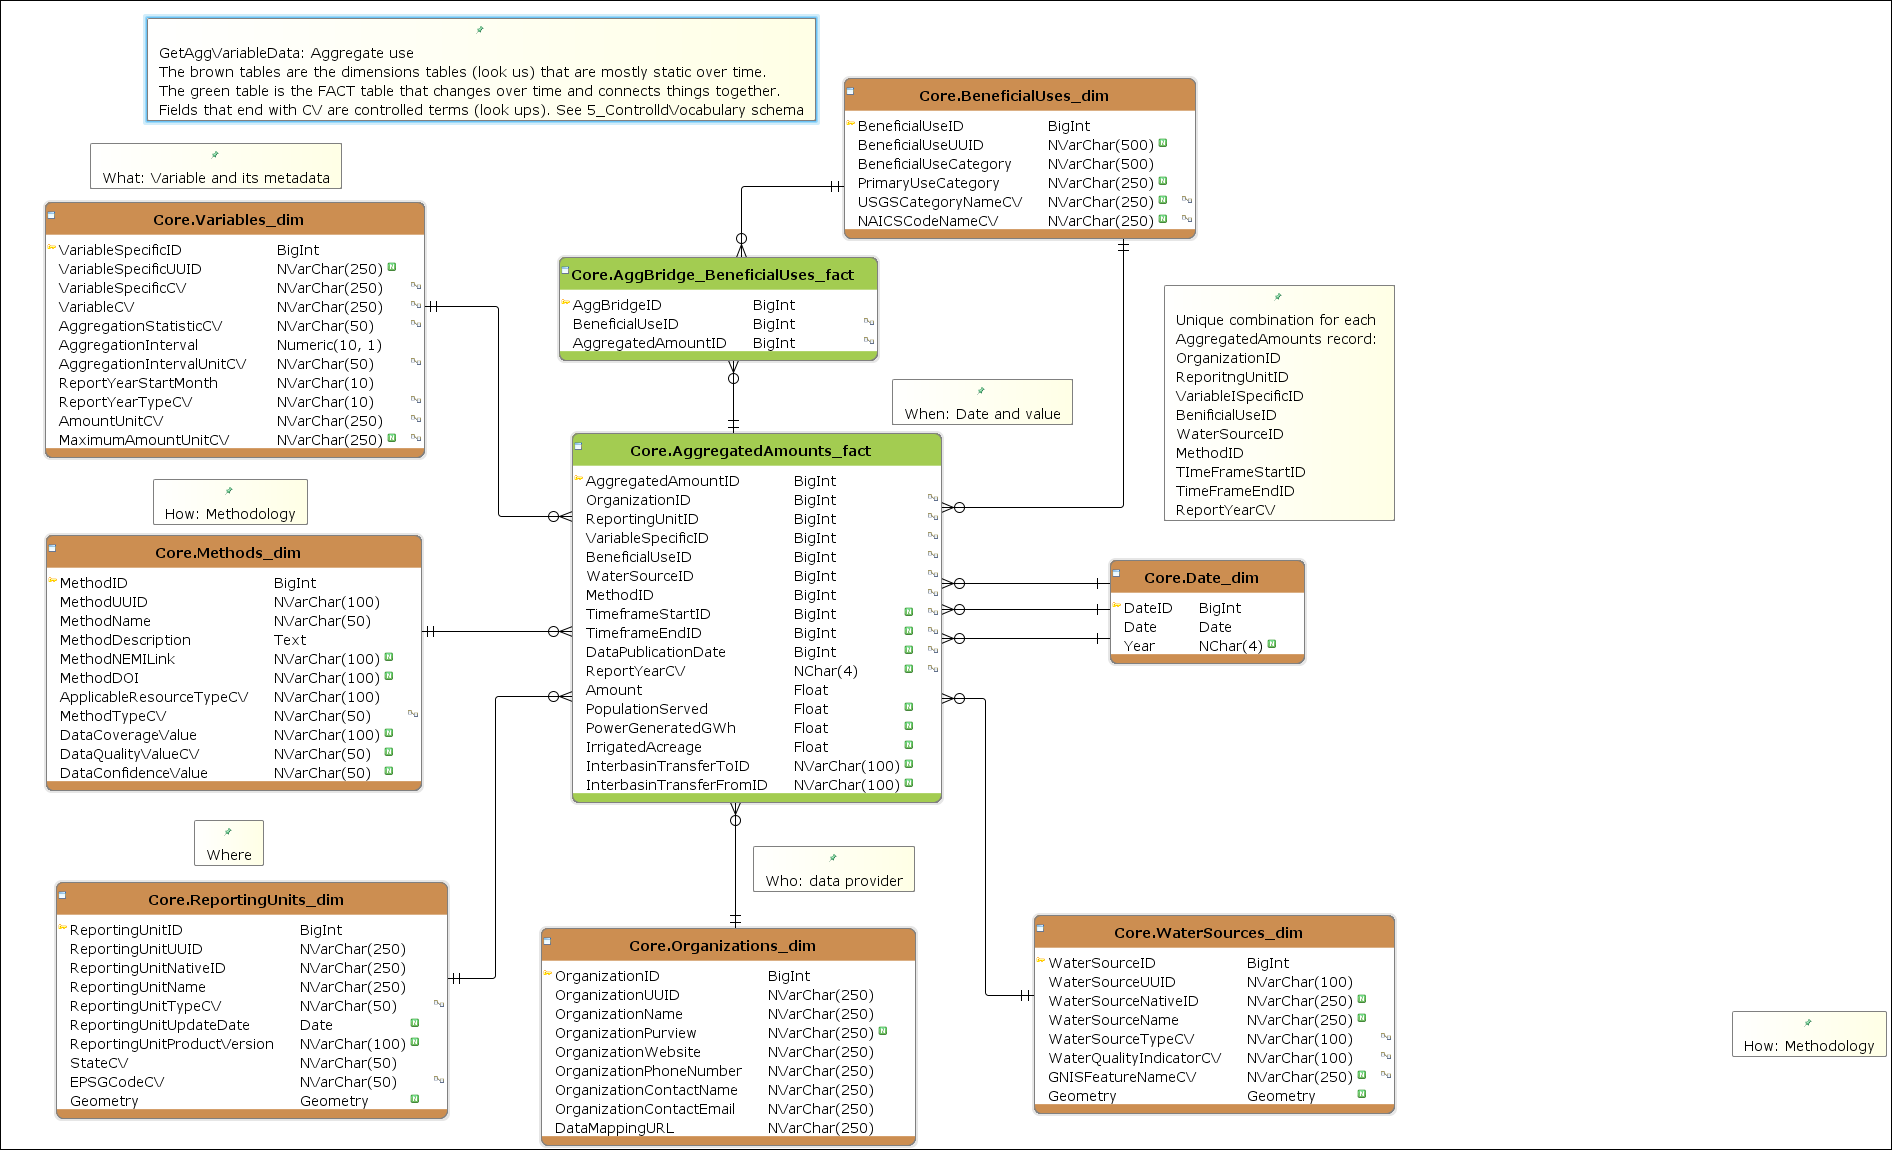 GetAggVariableData: Aggregate use
The brown tables are the dimensions tables (look us) that are mostly static over time.
The green table is the FACT table that changes over time and connects things together.
Fields that end with CV are controlled terms (look ups). See 5_ControlldVocabulary schema
Core.BeneficialUses_dim
BeneficialUseID BigInt
BeneficialUseUUID NVarChar(500) N
BeneficialUseCategory NVarChar(500)
PrimaryUseCategory NVarChar(250) N
USGSCategoryNameCV NVarChar(250) N
NAICSCodeNameCV NVarChar(250) N
What: Variable and its metadata
Core.Variables_dim
VariableSpecificID BigInt
VariableSpecificUUID NVarChar(250) N
VariableSpecificCV NVarChar(250)
VariableCV NVarChar(250)
AggregationStatisticCV NVarChar(50)
AggregationInterval Numeric(10, 1)
AggregationIntervalUnitCV NVarChar(50)
ReportYearStartMonth NVarChar(10)
ReportYearTypeCV NVarChar(10)
AmountUnitCV NVarChar(250)
MaximumAmountUnitCV NVarChar(250) N
Core.AggBridge_BeneficialUses_fact
AggBridgeID BigInt
BeneficialUseID BigInt
AggregatedAmountID BigInt
Unique combination for each
AggregatedAmounts record:
OrganizationID
ReporitngUnitID
VariableISpecificID
BenificialUseID
WaterSourceID
MethodID
TImeFrameStartID
TimeFrameEndID
ReportYearCV
When: Date and value
Core.AggregatedAmounts_fact
AggregatedAmountID BigInt
OrganizationID BigInt
ReportingUnitID BigInt
VariableSpecificID BigInt
BeneficialUseID BigInt
WaterSourceID BigInt
MethodID BigInt
TimeframeStartID BigInt N
TimeframeEndID BigInt N
DataPublicationDate BigInt N
ReportYearCV NChar(4) N
Amount Float
PopulationServed Float N
PowerGeneratedGWh Float N
IrrigatedAcreage Float N
InterbasinTransferToID NVarChar(100) N
InterbasinTransferFromID NVarChar(100) N
How: Methodology
Core.Methods_dim
MethodID BigInt
MethodUUID NVarChar(100)
MethodName NVarChar(50)
MethodDescription Text
MethodNEMILink NVarChar(100) N
MethodDOI NVarChar(100) N
ApplicableResourceTypeCV NVarChar(100)
MethodTypeCV NVarChar(50)
DataCoverageValue NVarChar(100) N
DataQualityValueCV NVarChar(50) N
DataConfidenceValue NVarChar(50) N
Core.Date_dim
DateID BigInt
Date Date
Year NChar(4) N
Where
Core.ReportingUnits_dim
ReportingUnitID BigInt
ReportingUnitUUID NVarChar(250)
ReportingUnitNativeID NVarChar(250)
ReportingUnitName NVarChar(250)
ReportingUnitTypeCV NVarChar(50)
ReportingUnitUpdateDate Date N
ReportingUnitProductVersion NVarChar(100) N
StateCV NVarChar(50)
EPSGCodeCV NVarChar(50)
Geometry Geometry N
Who: data provider
Core.Organizations_dim
OrganizationID BigInt
OrganizationUUID NVarChar(250)
OrganizationName NVarChar(250)
OrganizationPurview NVarChar(250) N
OrganizationWebsite NVarChar(250)
OrganizationPhoneNumber NVarChar(250)
OrganizationContactName NVarChar(250)
OrganizationContactEmail NVarChar(250)
DataMappingURL NVarChar(250)
Core.WaterSources_dim
WaterSourceID BigInt
WaterSourceUUID NVarChar(100)
WaterSourceNativeID NVarChar(250) N
WaterSourceName NVarChar(250) N
WaterSourceTypeCV NVarChar(100)
WaterQualityIndicatorCV NVarChar(100)
GNISFeatureNameCV NVarChar(250) N
Geometry Geometry N
How: Methodology